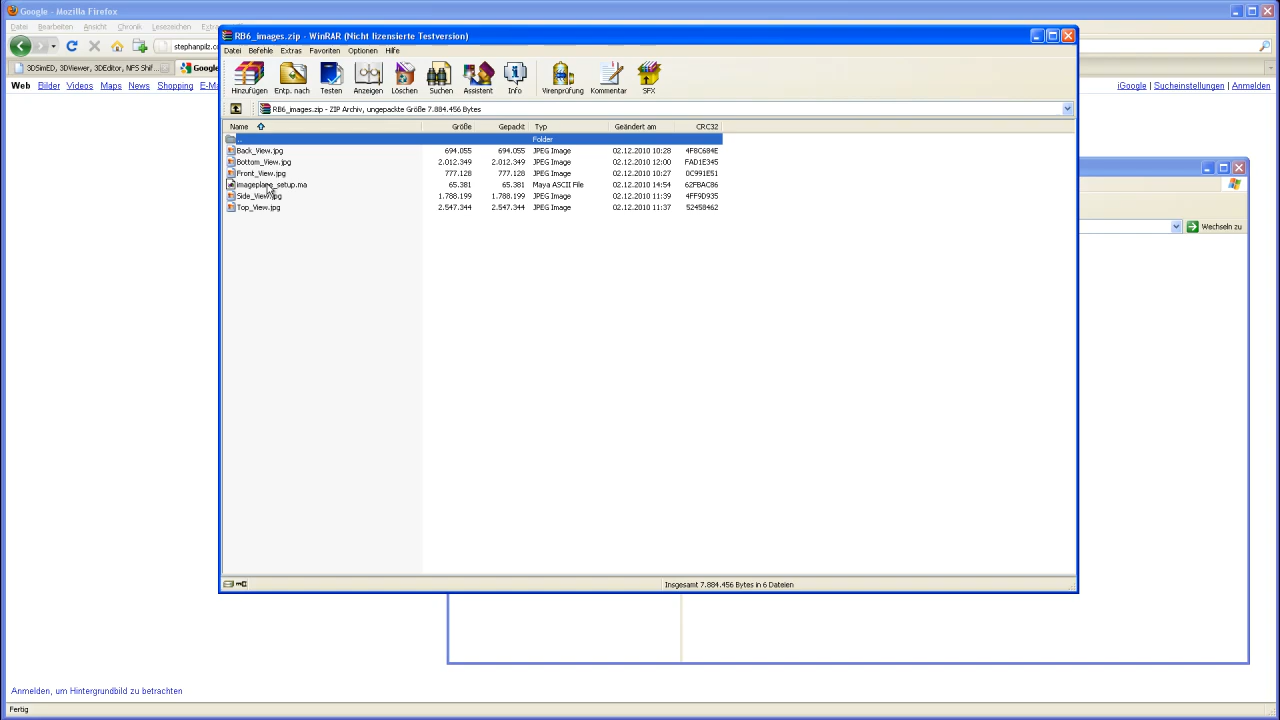 Google - Mozilla Firefox
Datei Bearbeiten Ansicht Chronik Lesezeichen
stephanpilz.c
3DSimED, 3DViewer, 3DEditor, NFS Shif...
Google
Web Bilder Videos Maps News Shopping
iGoogle | Sucheinstellungen | Anmelden
RB6_images.zip - WinRAR (Nicht lizensierte Testversion)
Datei Befehle Extras Favoriten Optionen Hilfe
Hinzufügen Entp. nach Testen Anzeigen Löschen Suchen Assistent Info Virenprüfung Kommentar SFX
RB6_images.zip - ZIP Archiv, ungepackte Größe 7.884.456 Bytes
Name Größe Gepackt Typ Geändert am CRC32
.. Folder
Back_View.jpg 694.055 694.055 JPEG Image 02.12.2010 10:28 4F8C684E
Bottom_View.jpg 2.012.349 2.012.349 JPEG Image 02.12.2010 12:00 FAD1E345
Front_View.jpg 777.128 777.128 JPEG Image 02.12.2010 10:27 0CC91E51
imageplane_setup.ma 65.381 65.381 Maya ASCII File 02.12.2010 14:54 62FBAC86
Side_View.jpg 1.788.199 1.788.199 JPEG Image 02.12.2010 11:39 4FF9D935
Top_View.jpg 2.547.344 2.547.344 JPEG Image 02.12.2010 11:37 52458462
Wechseln zu
Insgesamt 7.884.456 Bytes in 6 Dateien
Anmelden, um Hintergrundbild zu betrachten
Fertig